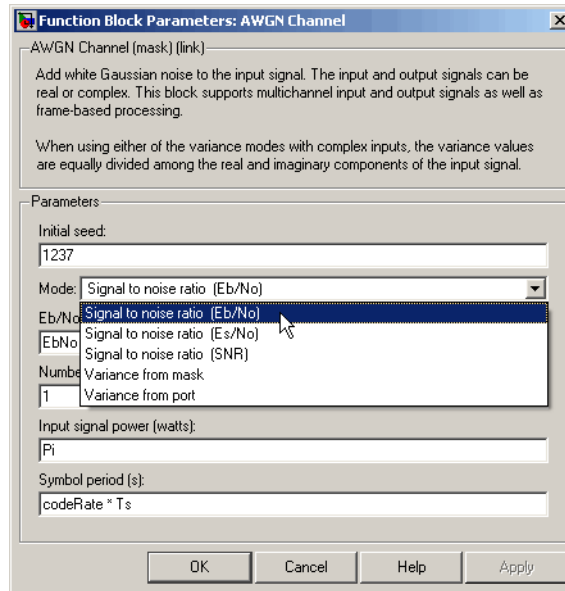 Function Block Parameters: AWGN Channel
AWGN Channel (mask) (link)
Add white Gaussian noise to the input signal. The input and output signals can be
real or complex. This block supports multichannel input and output signals as well as
frame-based processing.
When using either of the variance modes with complex inputs, the variance values
are equally divided among the real and imaginary components of the input signal.
Parameters
Initial seed:
1237
Mode: Signal to noise ratio (Eb/No)
Signal to noise ratio (Eb/No)
Eb/No
Signal to noise ratio (Es/No)
EbNo
Signal to noise ratio (SNR)
Variance from mask
Variance from port
1
Input signal power (watts):
Pi
Symbol period (s):
codeRate * Ts
OK Cancel Help Apply